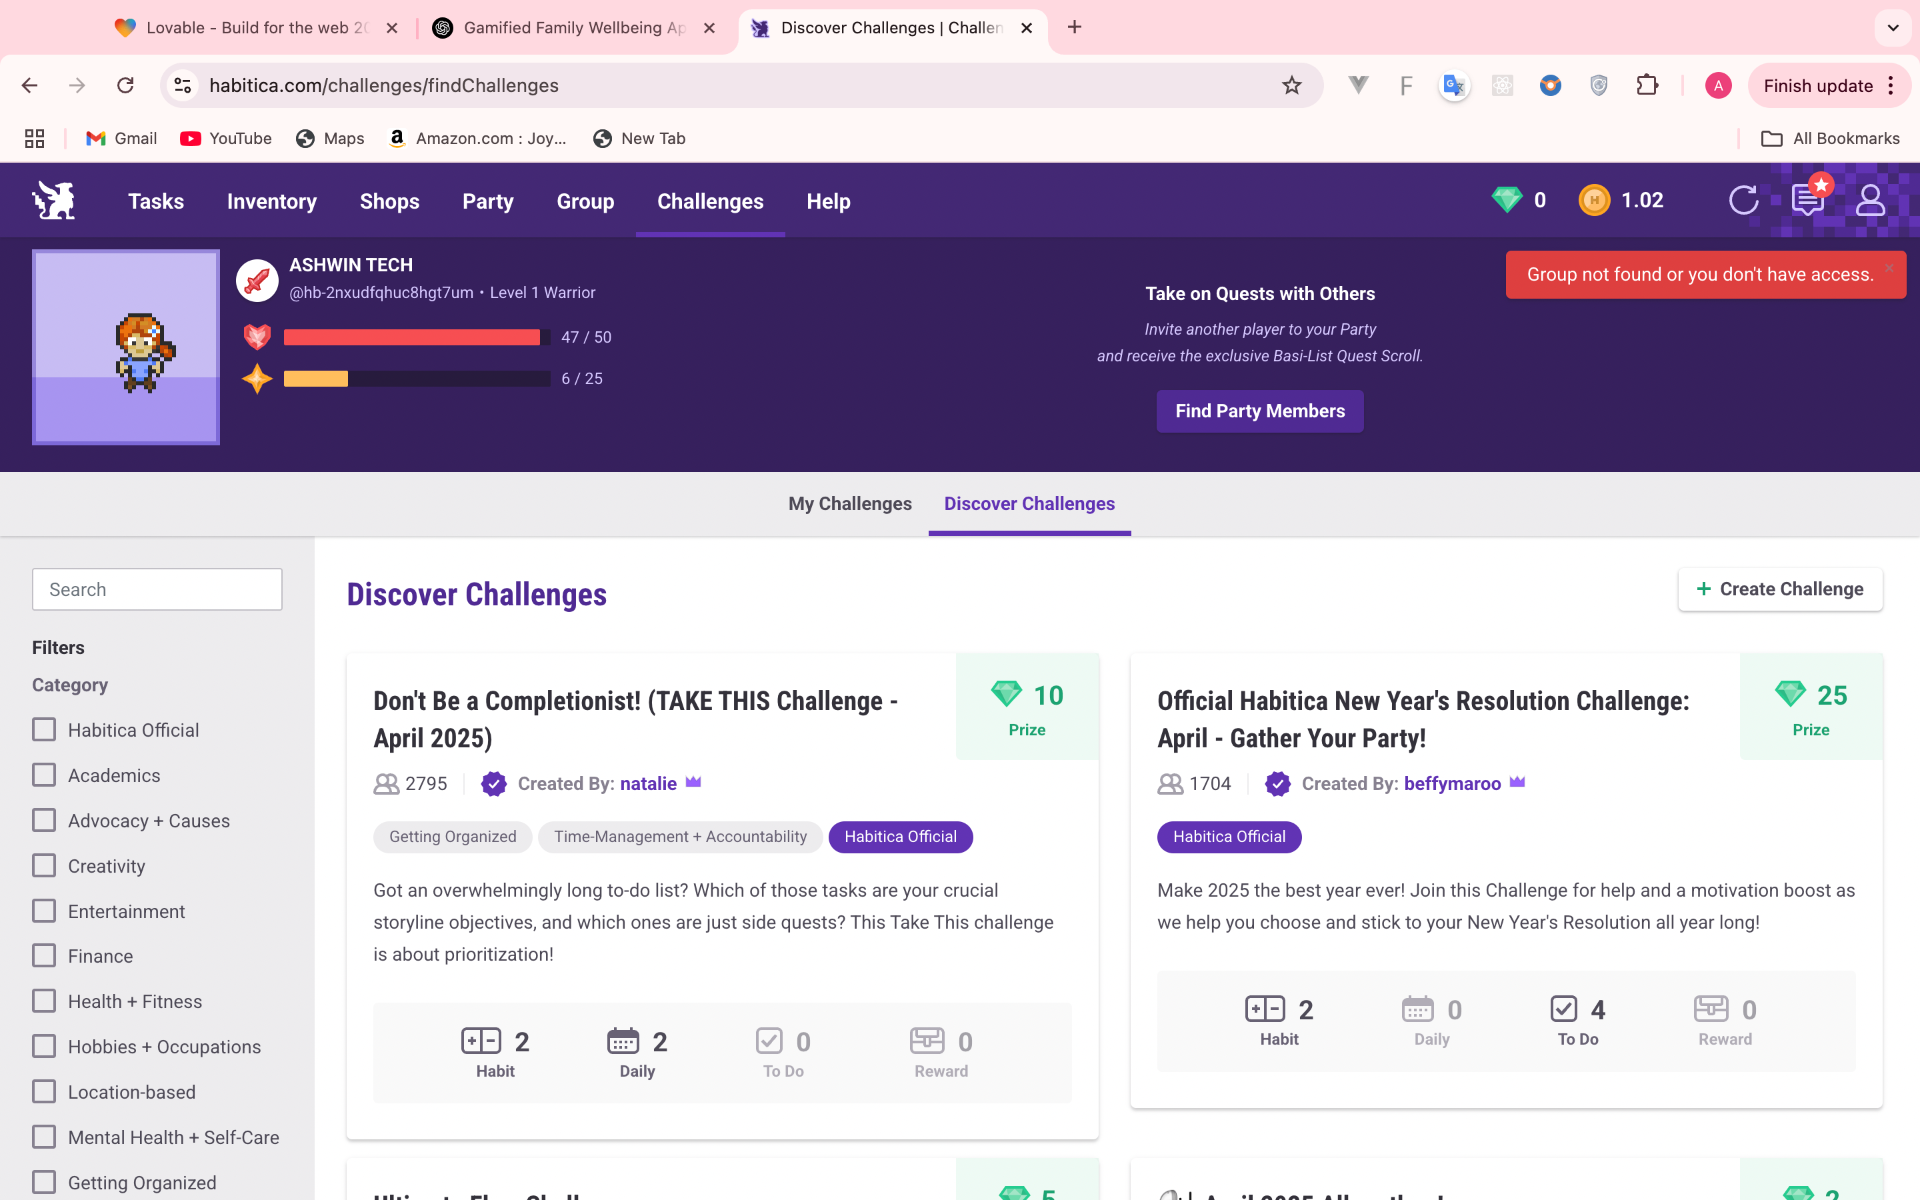 Lovable - Build for the web 20
Gamified Family Wellbeing Ap
Discover Challenges | Challen
habitica.com/challenges/findChallenges
A
Finish update
Gmail
YouTube
Maps
Amazon.com : Joy...
New Tab
All Bookmarks
Tasks
Inventory
Shops
Party
Group
Challenges
Help
0
1.02
ASHWIN TECH
@hb-2nxudfqhuc8hgt7um • Level 1 Warrior
47 / 50
6 / 25
Take on Quests with Others
Invite another player to your Party
and receive the exclusive Basi-List Quest Scroll.
Find Party Members
Group not found or you don't have access.
My Challenges
Discover Challenges
Search
Filters
Category
Habitica Official
Academics
Advocacy + Causes
Creativity
Entertainment
Finance
Health + Fitness
Hobbies + Occupations
Location-based
Mental Health + Self-Care
Getting Organized
Discover Challenges
+ Create Challenge
Don't Be a Completionist! (TAKE THIS Challenge -
April 2025)
10
Prize
2795
Created By: natalie
Getting Organized
Time-Management + Accountability
Habitica Official
Got an overwhelmingly long to-do list? Which of those tasks are your crucial
storyline objectives, and which ones are just side quests? This Take This challenge
is about prioritization!
2
Habit
2
Daily
0
To Do
0
Reward
Official Habitica New Year's Resolution Challenge:
April - Gather Your Party!
25
Prize
1704
Created By: beffymaroo
Habitica Official
Make 2025 the best year ever! Join this Challenge for help and a motivation boost as
we help you choose and stick to your New Year's Resolution all year long!
2
Habit
0
Daily
4
To Do
0
Reward
5
2